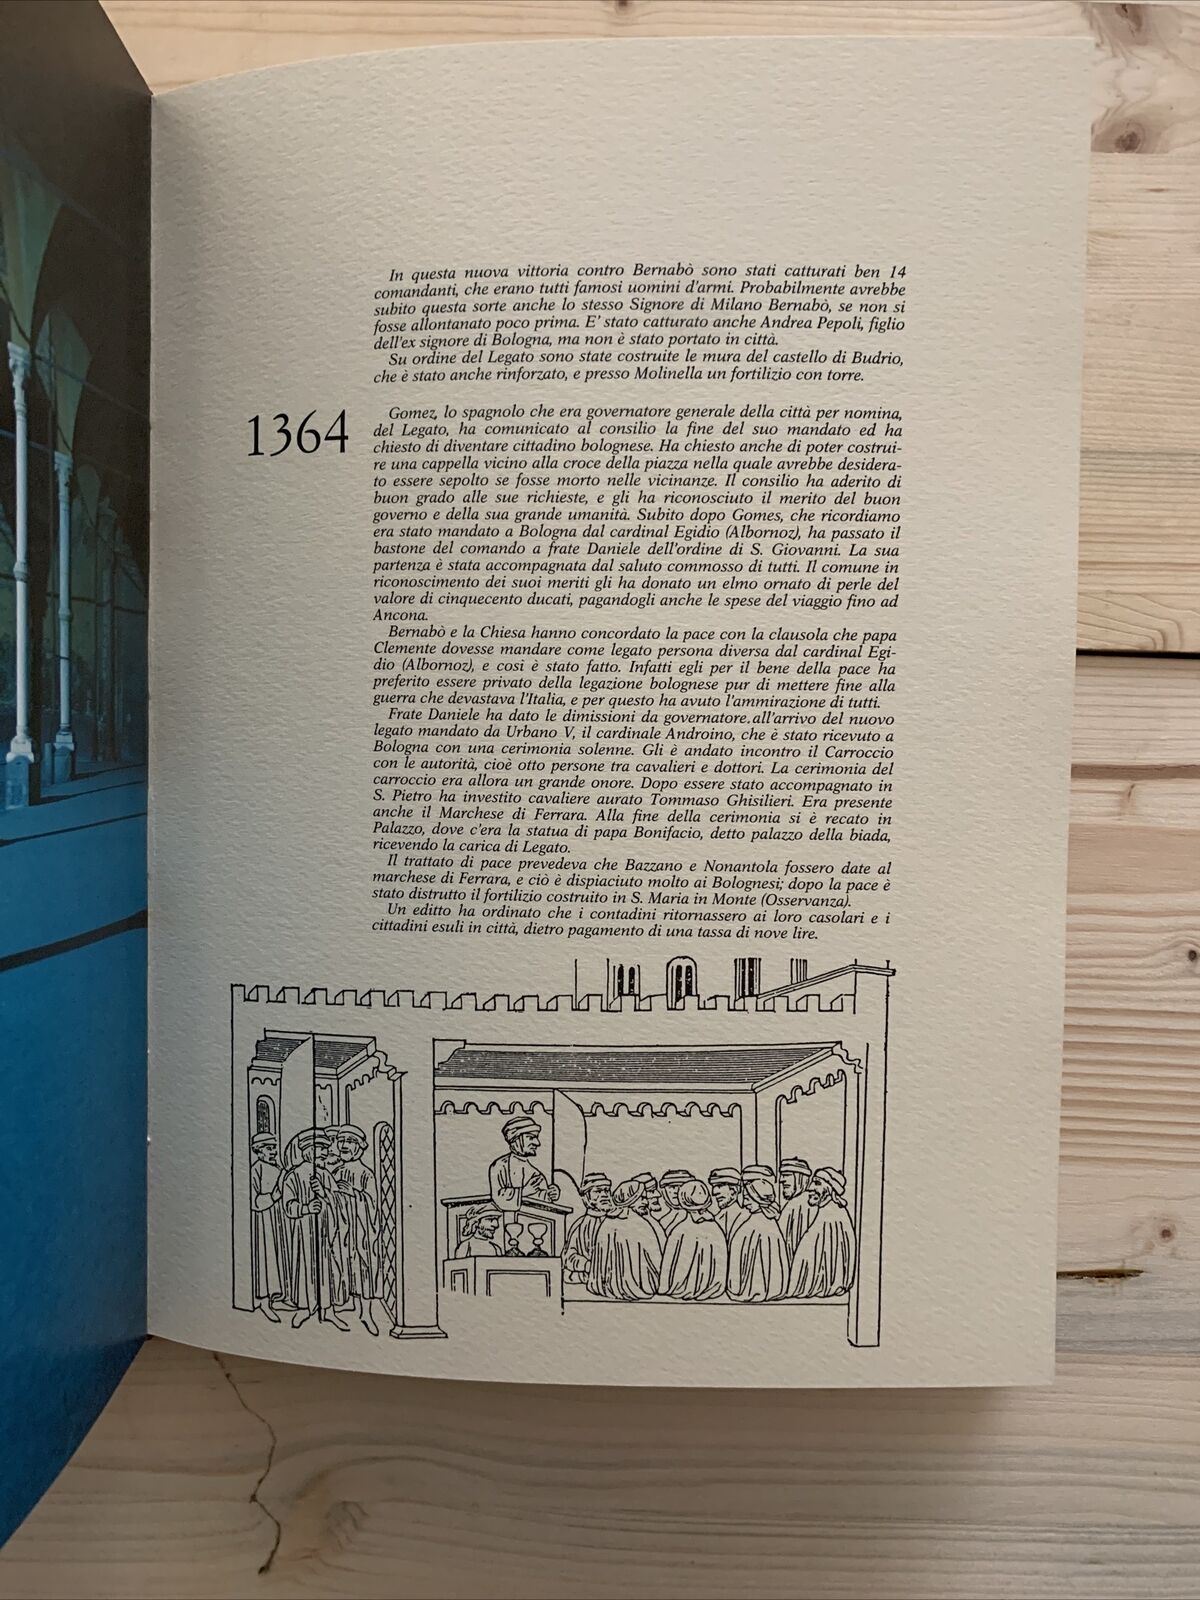 In questa nuova vittoria contro Bernabò sono stati catturati ben 14
comandanti, che erano tutti famosi uomini d'armi. Probabilmente avrebbe
subito questa sorte anche lo stesso Signore di Milano Bernabò, se non si
fosse allontanato poco prima. E' stato catturato anche Andrea Pepoli, figlio
dell'ex signore di Bologna, ma non è stato portato in città.
Su ordine del Legato sono state costruite le mura del castello di Budrio,
che è stato anche rinforzato, e presso Molinella un fortilizio con torre.
1364
Gomez, lo spagnolo che era governatore generale della città per nomina,
del Legato, ha comunicato al consilio la fine del suo mandato ed ha
chiesto di diventare cittadino bolognese. Ha chiesto anche di poter costrui-
re una cappella vicino alla croce della piazza nella quale avrebbe desidera-
to essere sepolto se fosse morto nelle vicinanze. Il consilio ha aderito di
buon grado alle sue richieste, e gli ha riconosciuto il merito del buon
governo e della sua grande umanità. Subito dopo Gomes, che ricordiamo
era stato mandato a Bologna dal cardinal Egidio (Albornoz), ha passato il
bastone del comando a frate Daniele dell'ordine di S. Giovanni. La sua
partenza è stata accompagnata dal saluto commosso di tutti. Il comune in
riconoscimento dei suoi meriti gli ha donato un elmo ornato di perle del
valore di cinquecento ducati, pagandogli anche le spese del viaggio fino ad
Ancona.
Bernabò e la Chiesa hanno concordato la pace con la clausola che papa
Clemente dovesse mandare come legato persona diversa dal cardinal Egi-
dio (Albornoz), e così è stato fatto. Infatti egli per il bene della pace ha
preferito essere privato della legazione bolognese pur di mettere fine alla
guerra che devastava l'Italia, e per questo ha avuto l'ammirazione di tutti.
Frate Daniele ha dato le dimissioni da governatore.all'arrivo del nuovo
legato mandato da Urbano V, il cardinale Androino, che è stato ricevuto a
Bologna con una cerimonia solenne. Gli è andato incontro il Carroccio
con le autorità, cioè otto persone tra cavalieri e dottori. La cerimonia del
carroccio era allora un grande onore. Dopo essere stato accompagnato in
S. Pietro ha investito cavaliere aurato Tommaso Ghisilieri. Era presente
anche il Marchese di Ferrara. Alla fine della cerimonia si è recato in
Palazzo, dove c'era la statua di papa Bonifacio, detto palazzo della biada,
ricevendo la carica di Legato.
Il trattato di pace prevedeva che Bazzano e Nonantola fossero date al
marchese di Ferrara, e ciò è dispiaciuto molto ai Bolognesi; dopo la pace è
stato distrutto il fortilizio costruito in S. Maria in Monte (Osservanza).
Un editto ha ordinato che i contadini ritornassero ai loro casolari e i
cittadini esuli in città, dietro pagamento di una tassa di nove lire.